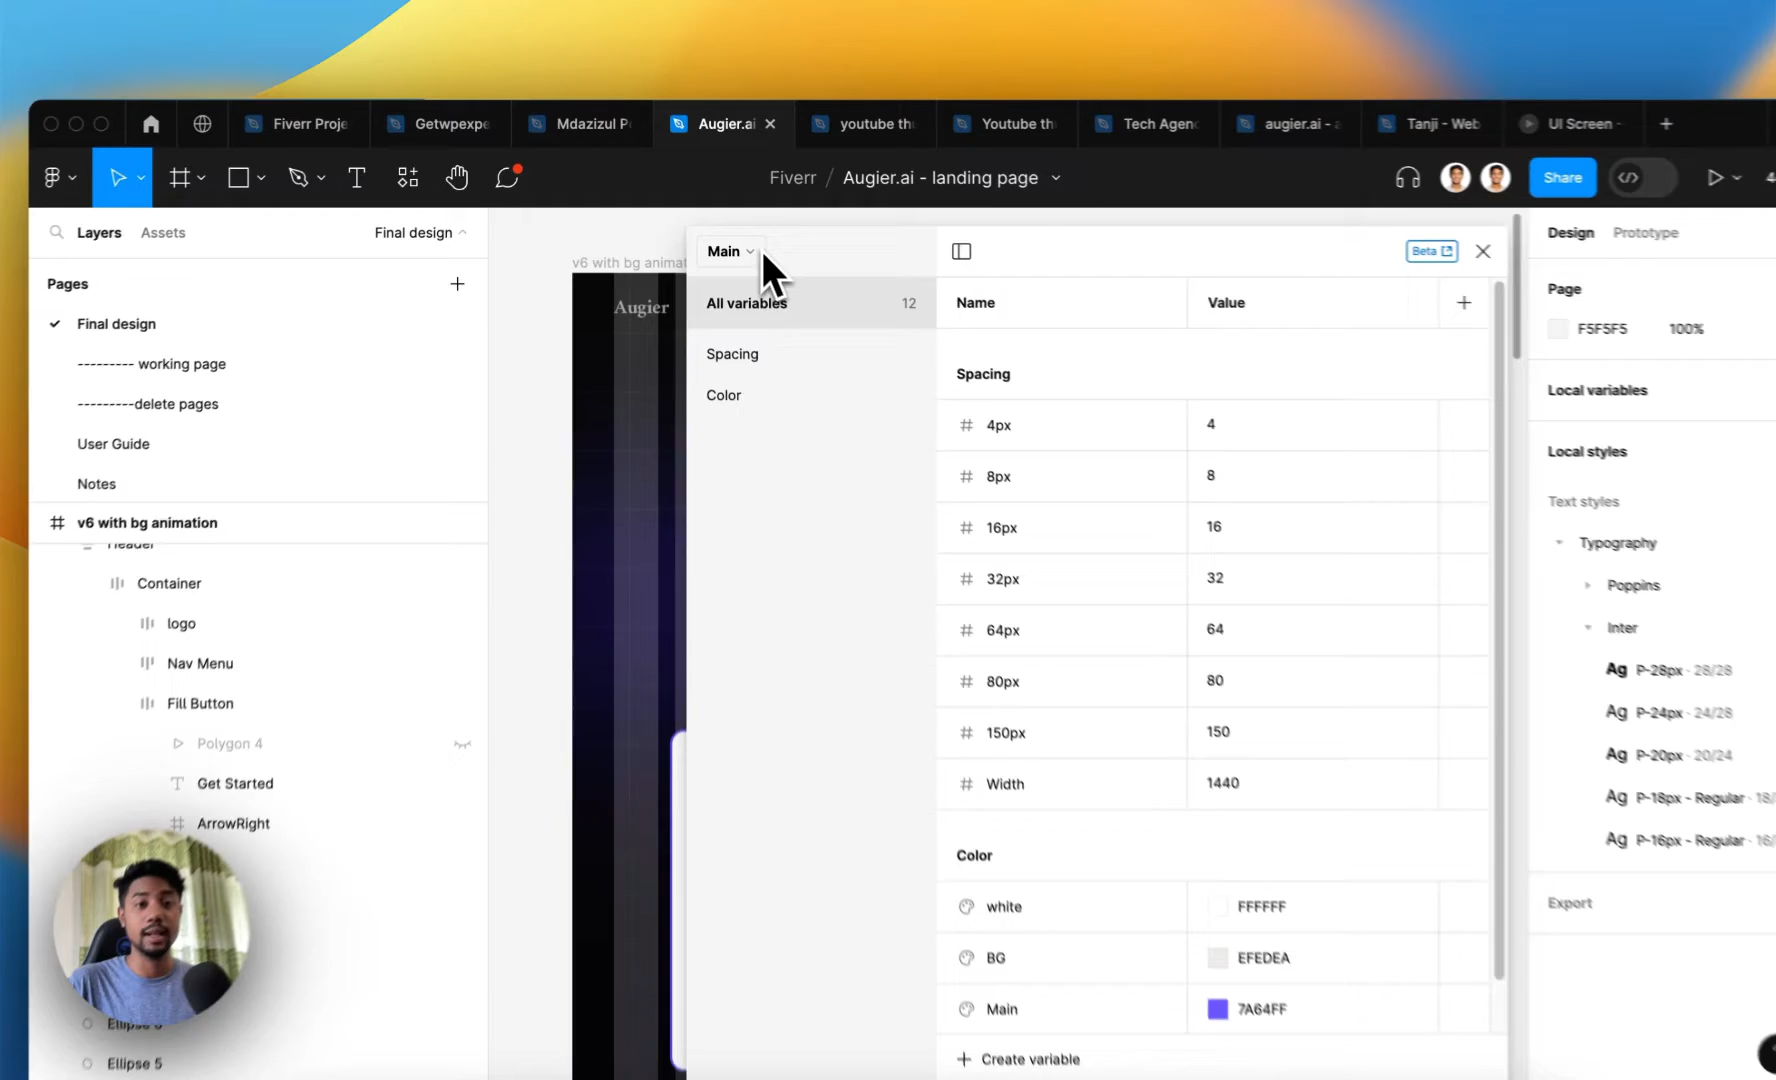 Fiverr Proje
Getwpexpe
Mdazizul P
Augier.ai
youtube th
Youtube th
Tech Agenc
augier.ai - a
Tanji - Web
UI Screen -
Fiverr / Augier.ai - landing page
Share
Layers
Assets
Final design
Pages
Final design
--------- working page
---------delete pages
User Guide
Notes
v6 with bg animation
Header
Container
logo
Nav Menu
Fill Button
Polygon 4
Get Started
ArrowRight
Ellipse 5
v6 with bg animat
Augier
Main
All variables 12
Spacing
Color
Beta
Name Value
Spacing
4px 4
8px 8
16px 16
32px 32
64px 64
80px 80
150px 150
Width 1440
Color
white FFFFFF
BG EFEDEA
Main 7A64FF
Create variable
Design Prototype
Page
F5F5F5 100%
Local variables
Local styles
Text styles
Typography
Poppins
Inter
Ag P-28px · 28/28
Ag P-24px · 24/28
Ag P-20px · 20/24
Ag P-18px - Regular · 18/
Ag P-16px - Regular · 16/
Export